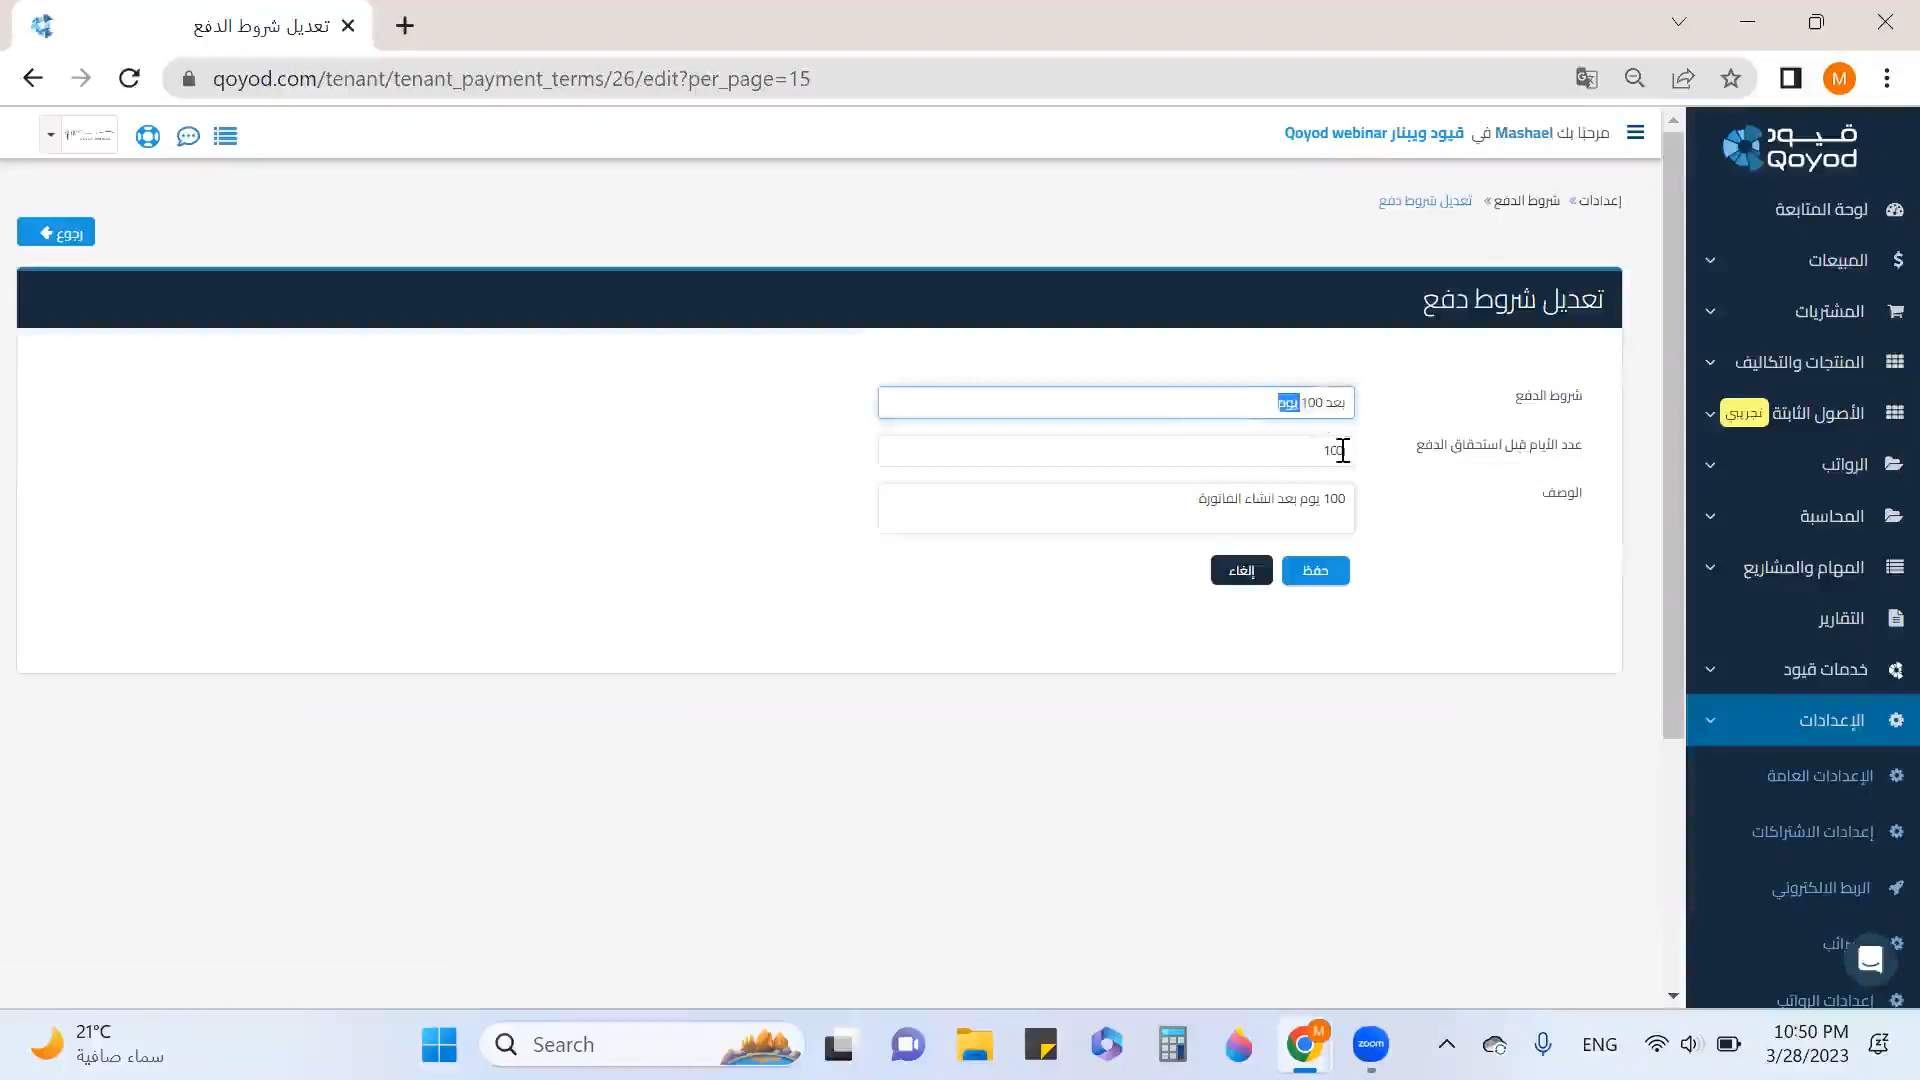 تعديل شروط الدفع
qoyod.com/tenant/tenant_payment_terms/26/edit?per_page=15
M
مرحبًا بك Mashael في قيود ويبنار Qoyod webinar
قيود
Qoyod
إعدادات » شروط الدفع » تعديل شروط دفع
رجوع
تعديل شروط دفع
شروط الدفع
بعد 100 يوم
عدد الأيام قبل استحقاق الدفع
100
الوصف
100 يوم بعد انشاء الفاتورة
حفظ
إلغاء
لوحة المتابعة
المبيعات
المشتريات
المنتجات والتكاليف
الأصول الثابتة تجريبي
الرواتب
المحاسبة
المهام والمشاريع
التقارير
خدمات قيود
الإعدادات
الإعدادات العامة
إعدادات الاشتراكات
الربط الالكتروني
إعدادات الرواتب
21°C
سماء صافية
Search
M
zoom
ENG
10:50 PM
3/28/2023